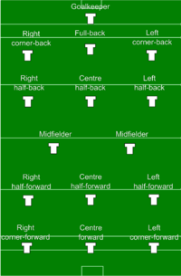 Goalkeeper
Right Full-back Left
corner-back corner-back
Right Centre Left
half-back half-back half-back
Midfielder Midfielder
Right Centre Left
half-forward half-forward half-forward
Right Centre Left
corner-forward forward corner-forward